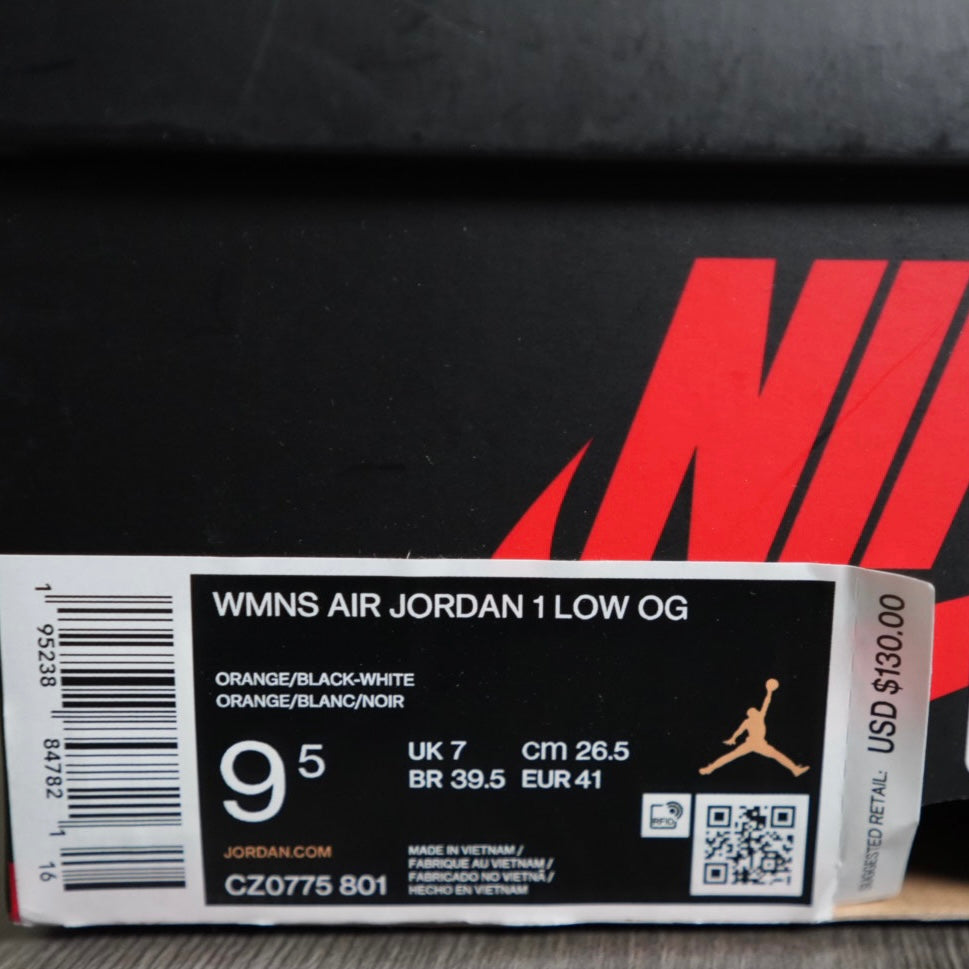 NIK
WMNS AIR JORDAN 1 LOW OG
ORANGE/BLACK-WHITE
ORANGE/BLANC/NOIR
9 5
UK 7 cm 26.5
BR 39.5 EUR 41
RFID
JORDAN.COM
CZ0775 801
MADE IN VIETNAM /
FABRIQUE AU VIETNAM /
FABRICADO NO VIETNÃ /
HECHO EN VIETNAM
1 95238 84782 1 16
SUGGESTED RETAIL: USD $130.00